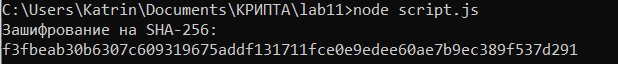 C:\Users\Katrin\Documents\КРИПТА\lab11>node script.js
Зашифрование на SHA-256:
f3fbeab30b6307c609319675addf131711fce0e9edee60ae7b9ec389f537d291